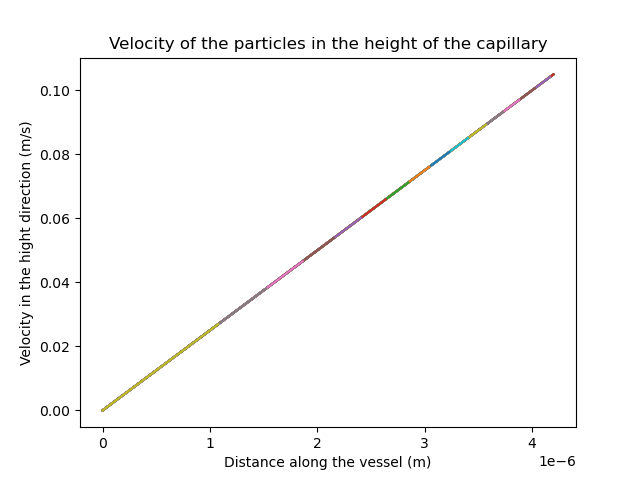 Velocity of the particles in the height of the capillary
Velocity in the hight direction (m/s)
0.10
0.08
0.06
0.04
0.02
0.00
0 1 2 3 4
1e−6
Distance along the vessel (m)